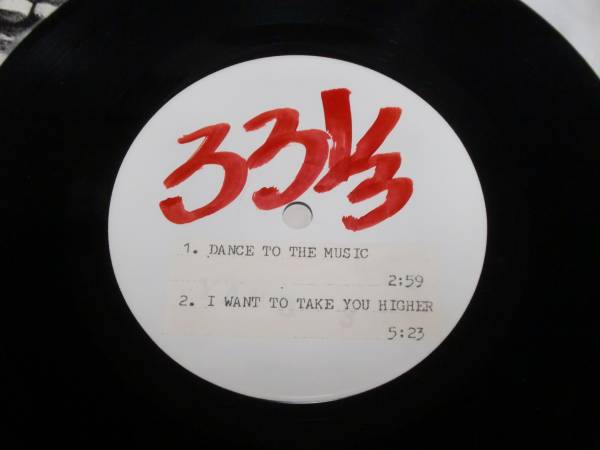 33⅓
1. DANCE TO THE MUSIC
2:59
2. I WANT TO TAKE YOU HIGHER
5:23